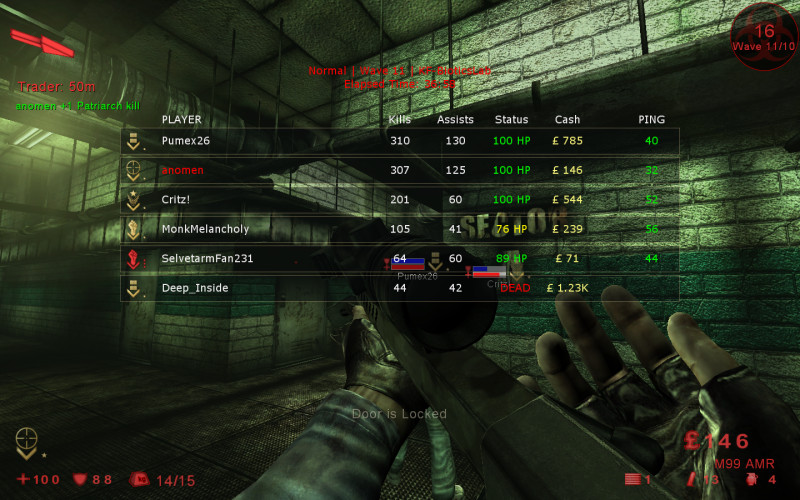 16
Wave 11/10
Trader: 50m
anomen +1 Patriarch kill
PLAYER Kills Assists Status Cash PING
Pumex26 310 130 100 HP £ 785 40
anomen 307 125 100 HP £ 146 32
Critz! 201 60 100 HP £ 544 52
MonkMelancholy 105 41 76 HP £ 239 56
SelvetarmFan231 64 60 89 HP £ 71 44
Deep_Inside 44 42 DEAD £ 1.23K
Pumex26
Critz!
SECTOR
Door is Locked
£146
M99 AMR
100 88 14/15 1 13 4